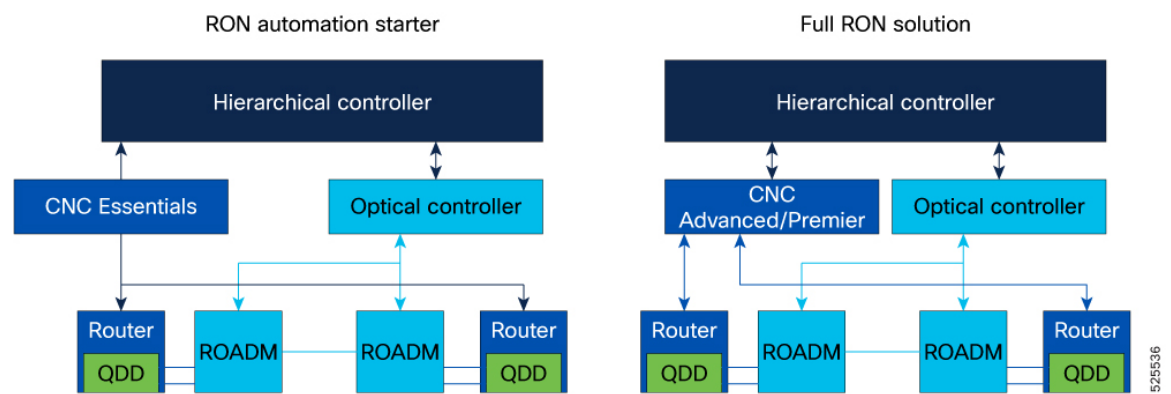 RON automation starter
Full RON solution
Hierarchical controller
Hierarchical controller
CNC Essentials
Optical controller
CNC
Advanced/Premier
Optical controller
Router
QDD
ROADM
ROADM
Router
QDD
Router
QDD
ROADM
ROADM
Router
QDD
525536